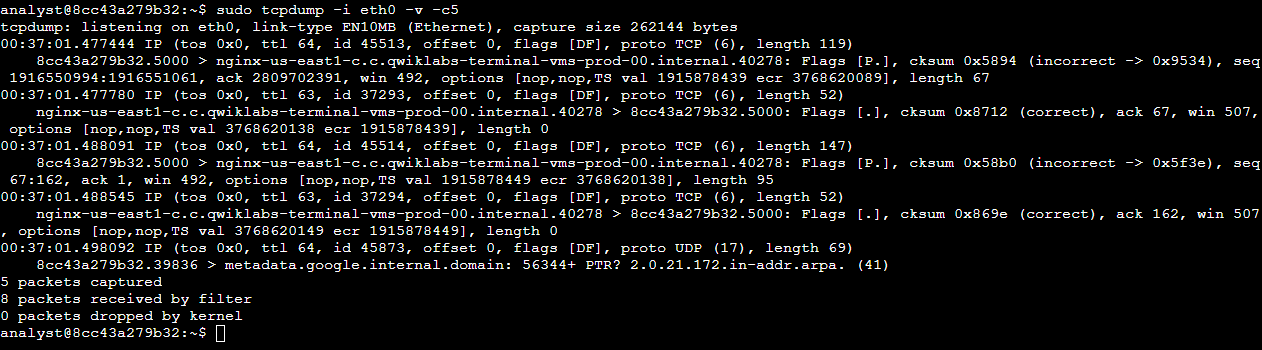 analyst@8cc43a279b32:~$ sudo tcpdump -i eth0 -v -c5
tcpdump: listening on eth0, link-type EN10MB (Ethernet), capture size 262144 bytes
00:37:01.477444 IP (tos 0x0, ttl 64, id 45513, offset 0, flags [DF], proto TCP (6), length 119)
    8cc43a279b32.5000 > nginx-us-east1-c.c.qwiklabs-terminal-vms-prod-00.internal.40278: Flags [P.], cksum 0x5894 (incorrect -> 0x9534), seq
 1916550994:1916551061, ack 2809702391, win 492, options [nop,nop,TS val 1915878439 ecr 3768620089], length 67
00:37:01.477780 IP (tos 0x0, ttl 63, id 37293, offset 0, flags [DF], proto TCP (6), length 52)
    nginx-us-east1-c.c.qwiklabs-terminal-vms-prod-00.internal.40278 > 8cc43a279b32.5000: Flags [.], cksum 0x8712 (correct), ack 67, win 507,
 options [nop,nop,TS val 3768620138 ecr 1915878439], length 0
00:37:01.488091 IP (tos 0x0, ttl 64, id 45514, offset 0, flags [DF], proto TCP (6), length 147)
    8cc43a279b32.5000 > nginx-us-east1-c.c.qwiklabs-terminal-vms-prod-00.internal.40278: Flags [P.], cksum 0x58b0 (incorrect -> 0x5f3e), seq
 67:162, ack 1, win 492, options [nop,nop,TS val 1915878449 ecr 3768620138], length 95
00:37:01.488545 IP (tos 0x0, ttl 63, id 37294, offset 0, flags [DF], proto TCP (6), length 52)
    nginx-us-east1-c.c.qwiklabs-terminal-vms-prod-00.internal.40278 > 8cc43a279b32.5000: Flags [.], cksum 0x869e (correct), ack 162, win 507
, options [nop,nop,TS val 3768620149 ecr 1915878449], length 0
00:37:01.498092 IP (tos 0x0, ttl 64, id 45873, offset 0, flags [DF], proto UDP (17), length 69)
    8cc43a279b32.39836 > metadata.google.internal.domain: 56344+ PTR? 2.0.21.172.in-addr.arpa. (41)
5 packets captured
8 packets received by filter
0 packets dropped by kernel
analyst@8cc43a279b32:~$